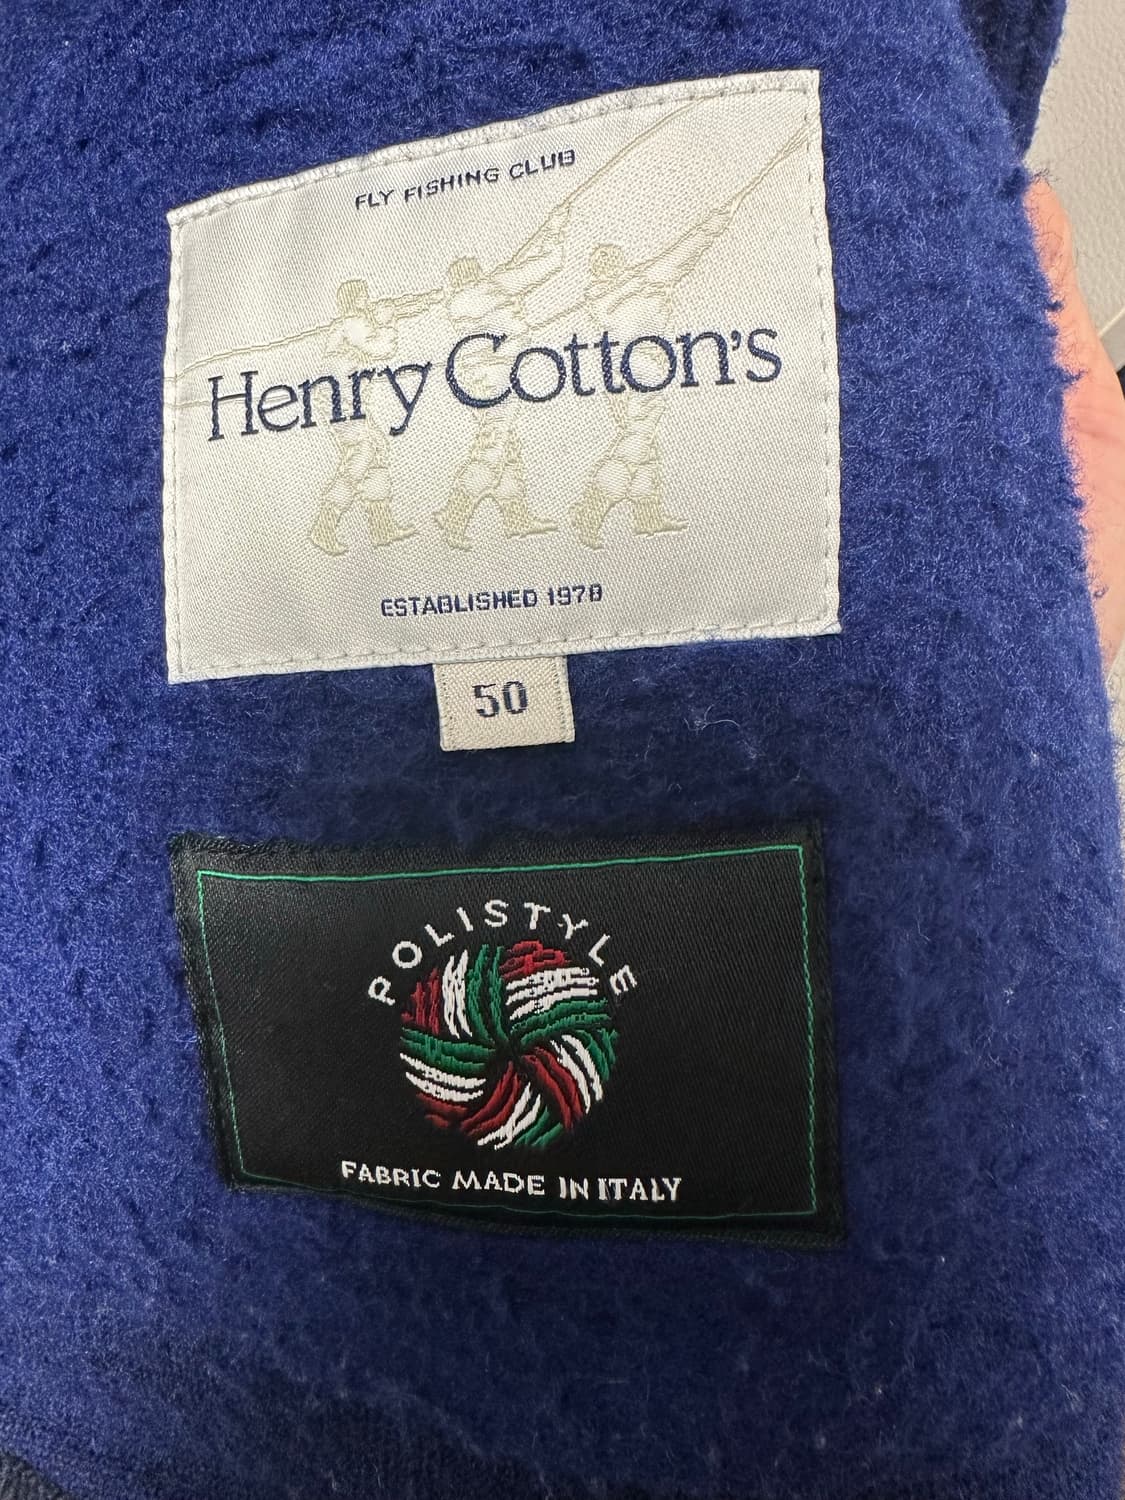 FLY FISHING CLUB
Henry Cotton's
ESTABLISHED 1978
50
POLISTYLE
FABRIC MADE IN ITALY